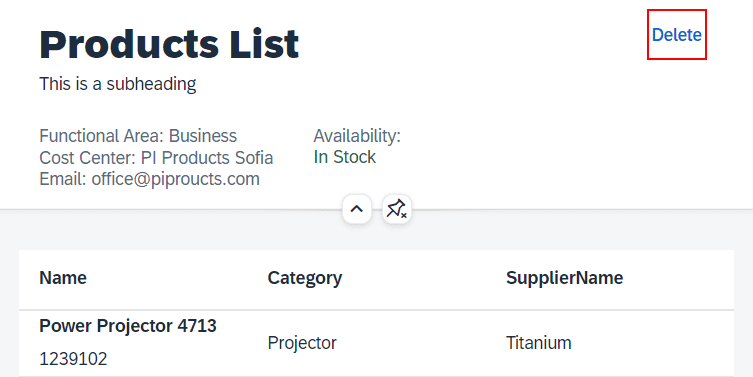 Products List
Delete
This is a subheading
Functional Area: Business
Availability:
Cost Center: PI Products Sofia
In Stock
Email: office@piproucts.com
Name Category SupplierName
Power Projector 4713
Projector Titanium
1239102